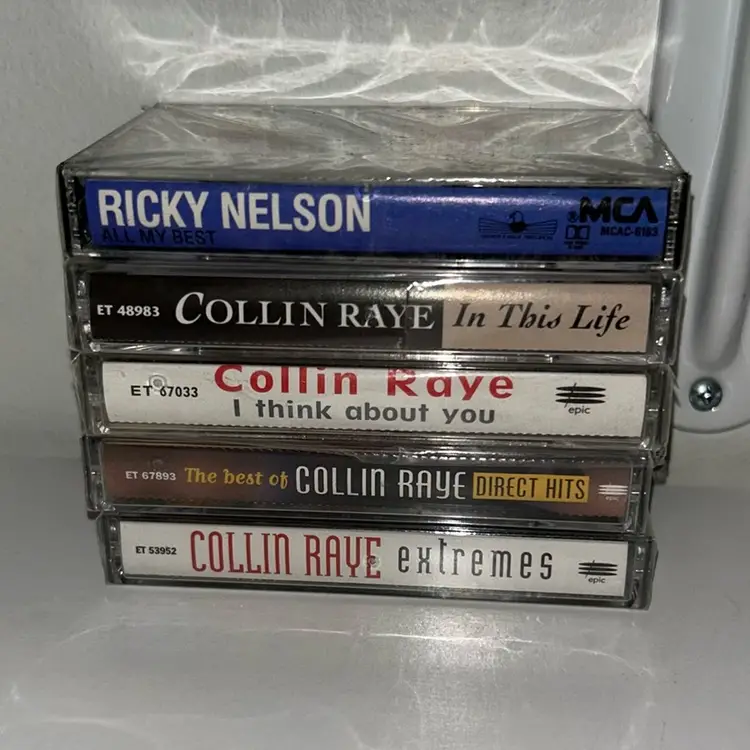 RICKY NELSON
ALL MY BEST
®MCA
MCAC-6163
ET 48983 COLLIN RAYE In This Life
ET 67033 Collin Raye
I think about you
epic
ET 67893 The best of COLLIN RAYE DIRECT HITS
epic
ET 53952 COLLIN RAYE extremes
epic